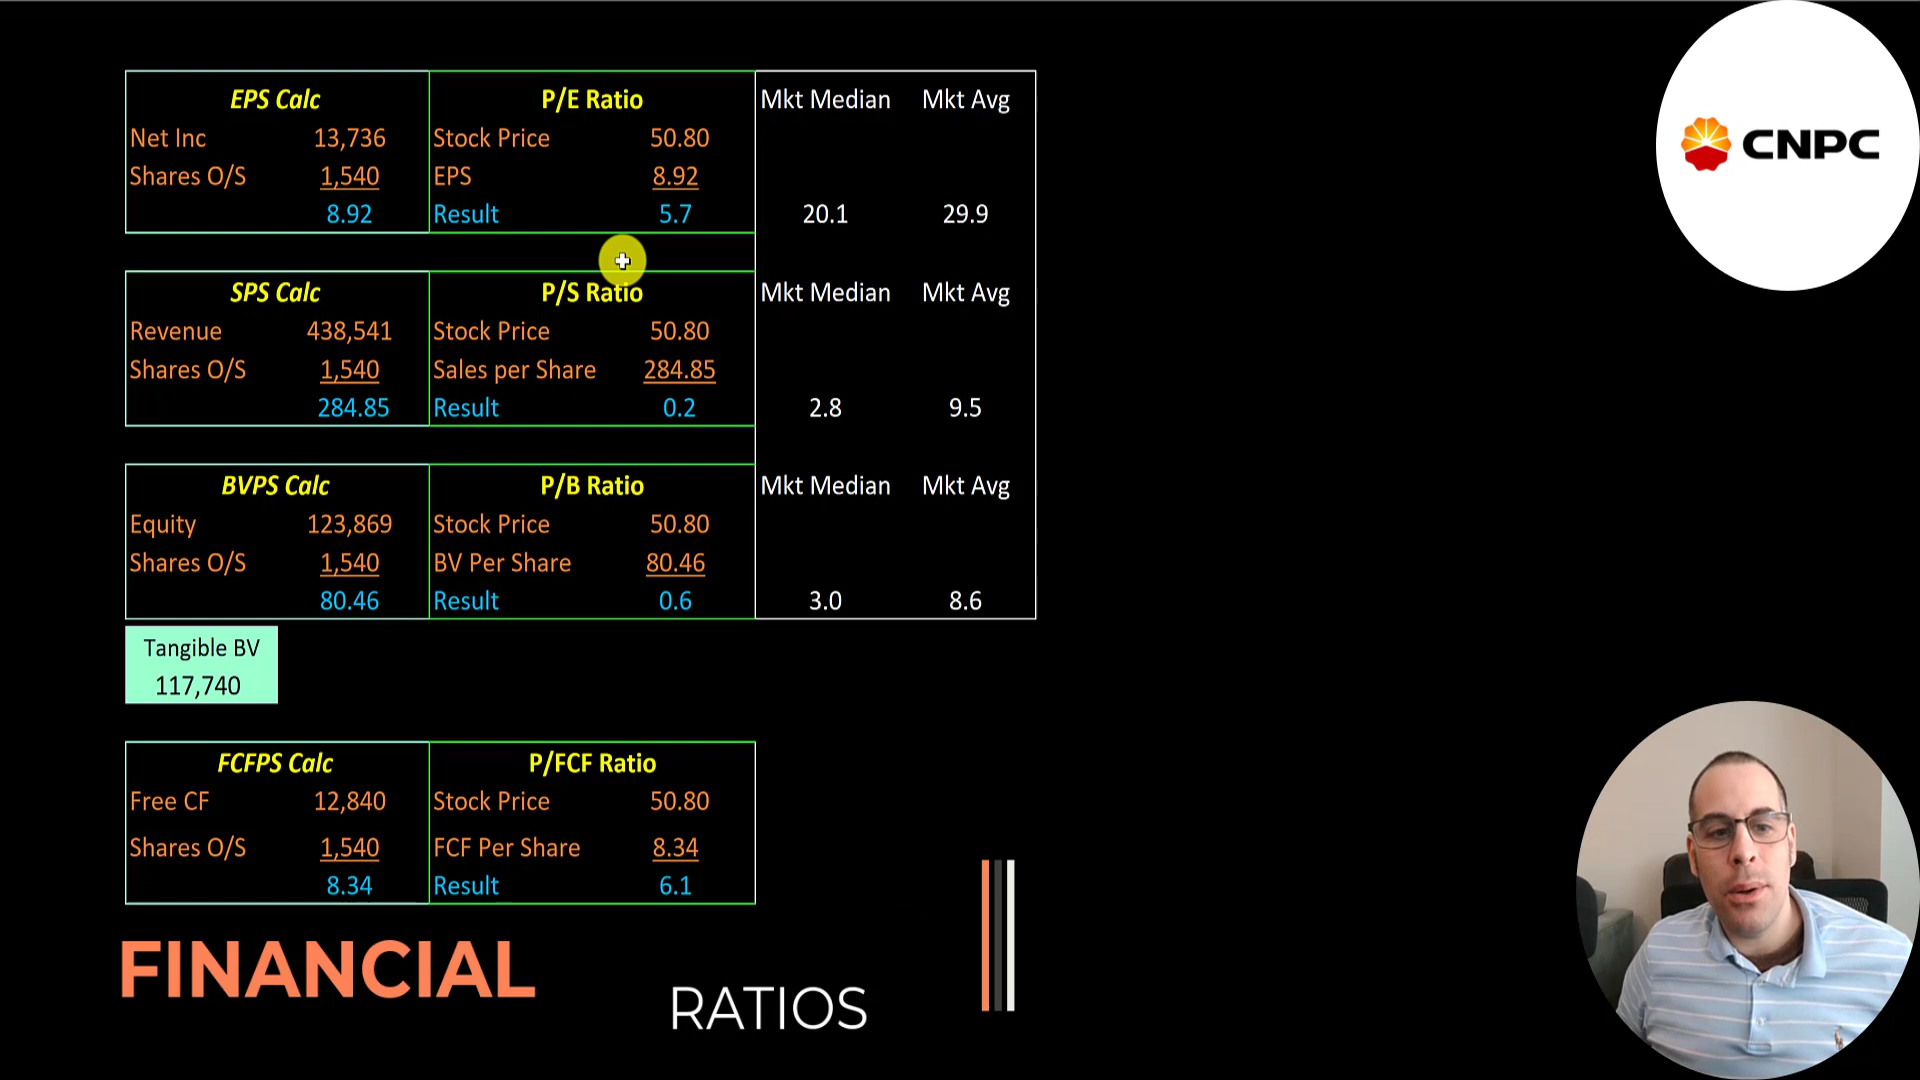 CNPC
EPS Calc P/E Ratio Mkt Median Mkt Avg
Net Inc 13,736 Stock Price 50.80
Shares O/S 1,540 EPS 8.92
8.92 Result 5.7 20.1 29.9
SPS Calc P/S Ratio Mkt Median Mkt Avg
Revenue 438,541 Stock Price 50.80
Shares O/S 1,540 Sales per Share 284.85
284.85 Result 0.2 2.8 9.5
BVPS Calc P/B Ratio Mkt Median Mkt Avg
Equity 123,869 Stock Price 50.80
Shares O/S 1,540 BV Per Share 80.46
80.46 Result 0.6 3.0 8.6
Tangible BV
117,740
FCFPS Calc P/FCF Ratio
Free CF 12,840 Stock Price 50.80
Shares O/S 1,540 FCF Per Share 8.34
8.34 Result 6.1
FINANCIAL
RATIOS